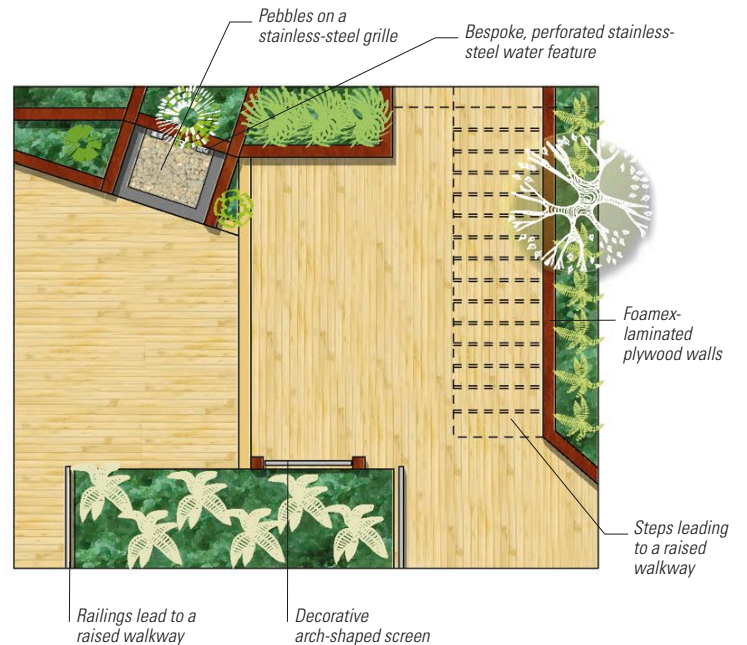 Pebbles on a
stainless-steel grille
Bespoke, perforated stainless-
steel water feature
Foamex-
laminated
plywood walls
Steps leading
to a raised
walkway
Railings lead to a
raised walkway
Decorative
arch-shaped screen